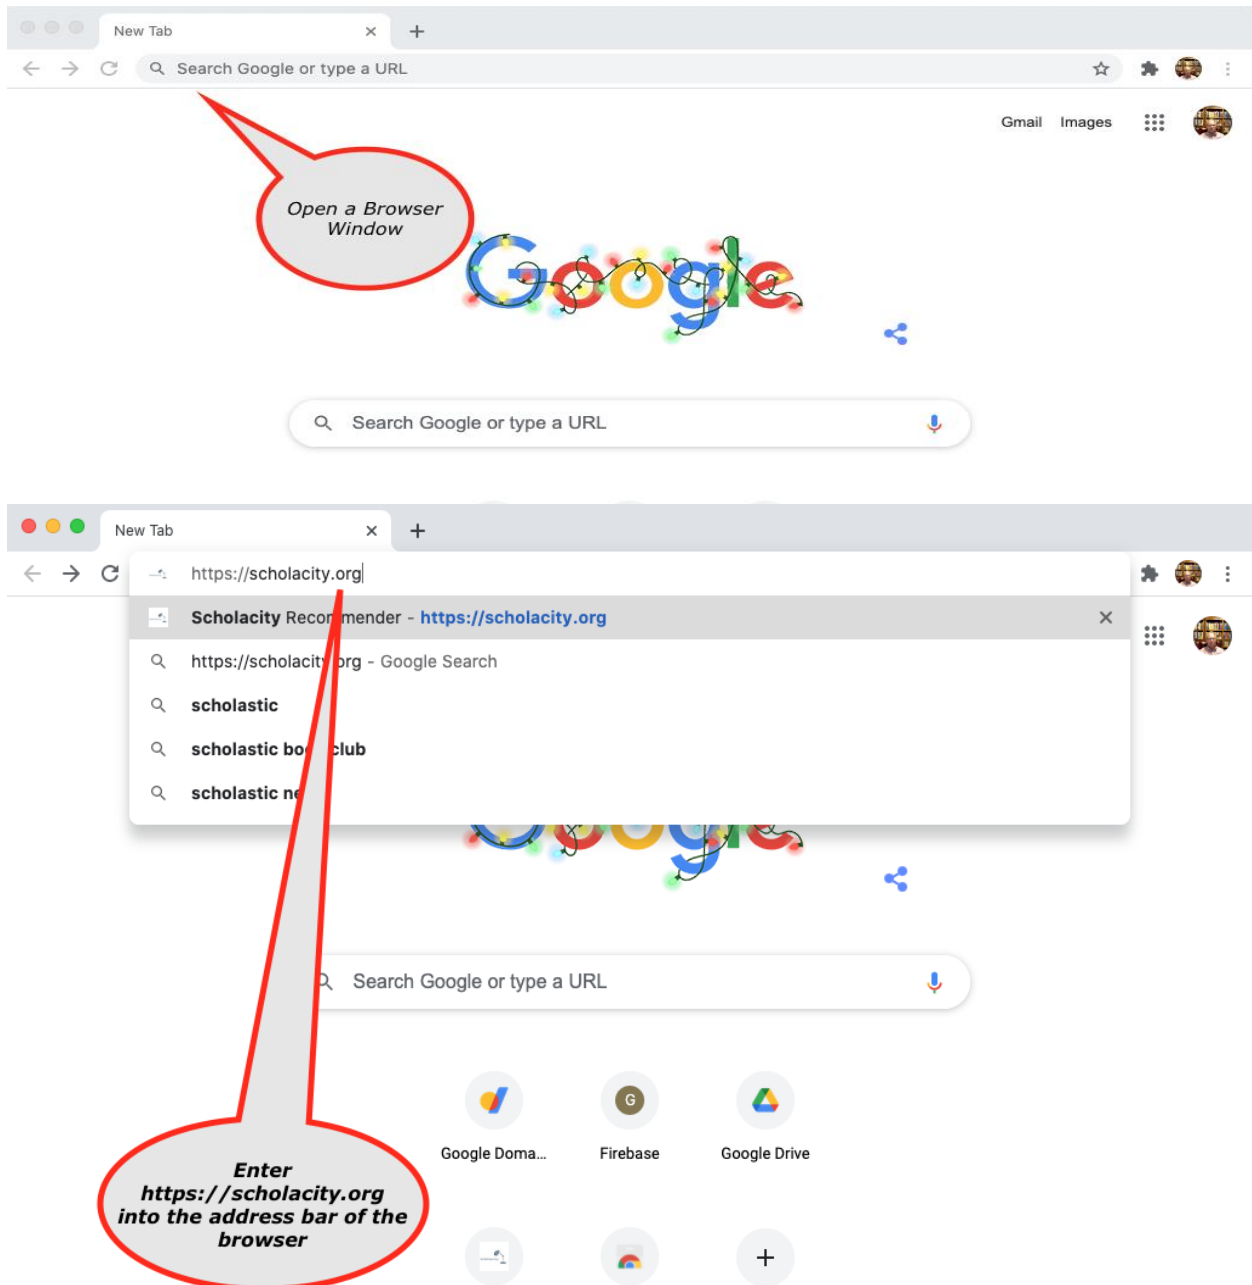 New Tab
Search Google or type a URL
Gmail Images
Open a Browser
Window
Google
Search Google or type a URL
New Tab
https://scholacity.org
Scholacity Recommender - https://scholacity.org
https://scholacity.org - Google Search
scholastic
scholastic book club
scholastic
Google
Search Google or type a URL
G
Google Doma...
Firebase
Google Drive
Enter
https://scholacity.org
into the address bar of the
browser